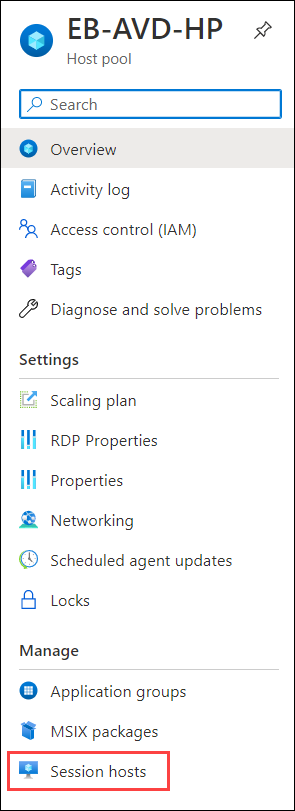 EB-AVD-HP
Host pool
Search
Overview
Activity log
Access control (IAM)
Tags
Diagnose and solve problems
Settings
Scaling plan
RDP Properties
Properties
Networking
Scheduled agent updates
Locks
Manage
Application groups
MSIX packages
Session hosts